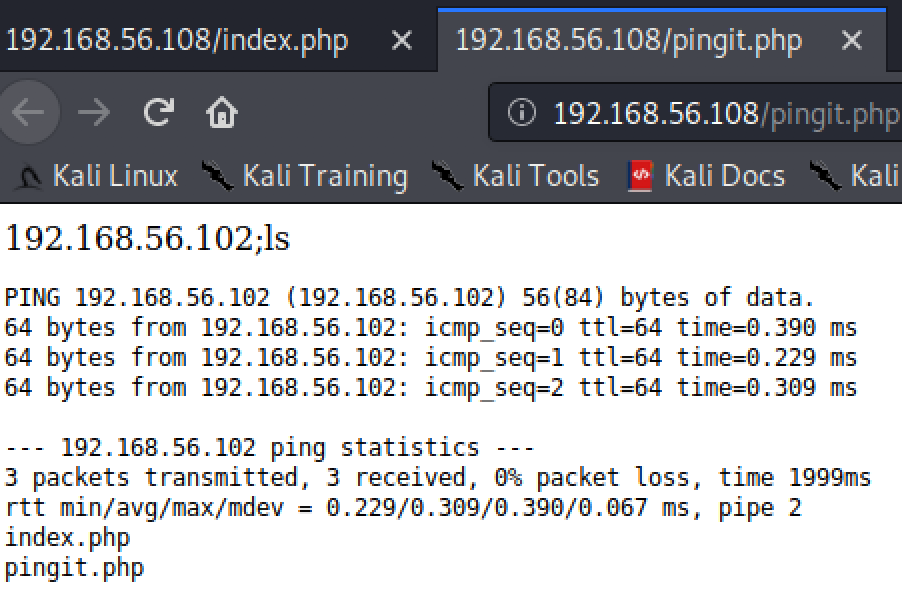 192.168.56.108/index.php
192.168.56.108/pingit.php
192.168.56.108/pingit.php
Kali Linux Kali Training Kali Tools Kali Docs Kali
192.168.56.102;ls
PING 192.168.56.102 (192.168.56.102) 56(84) bytes of data.
64 bytes from 192.168.56.102: icmp_seq=0 ttl=64 time=0.390 ms
64 bytes from 192.168.56.102: icmp_seq=1 ttl=64 time=0.229 ms
64 bytes from 192.168.56.102: icmp_seq=2 ttl=64 time=0.309 ms
--- 192.168.56.102 ping statistics ---
3 packets transmitted, 3 received, 0% packet loss, time 1999ms
rtt min/avg/max/mdev = 0.229/0.309/0.390/0.067 ms, pipe 2
index.php
pingit.php